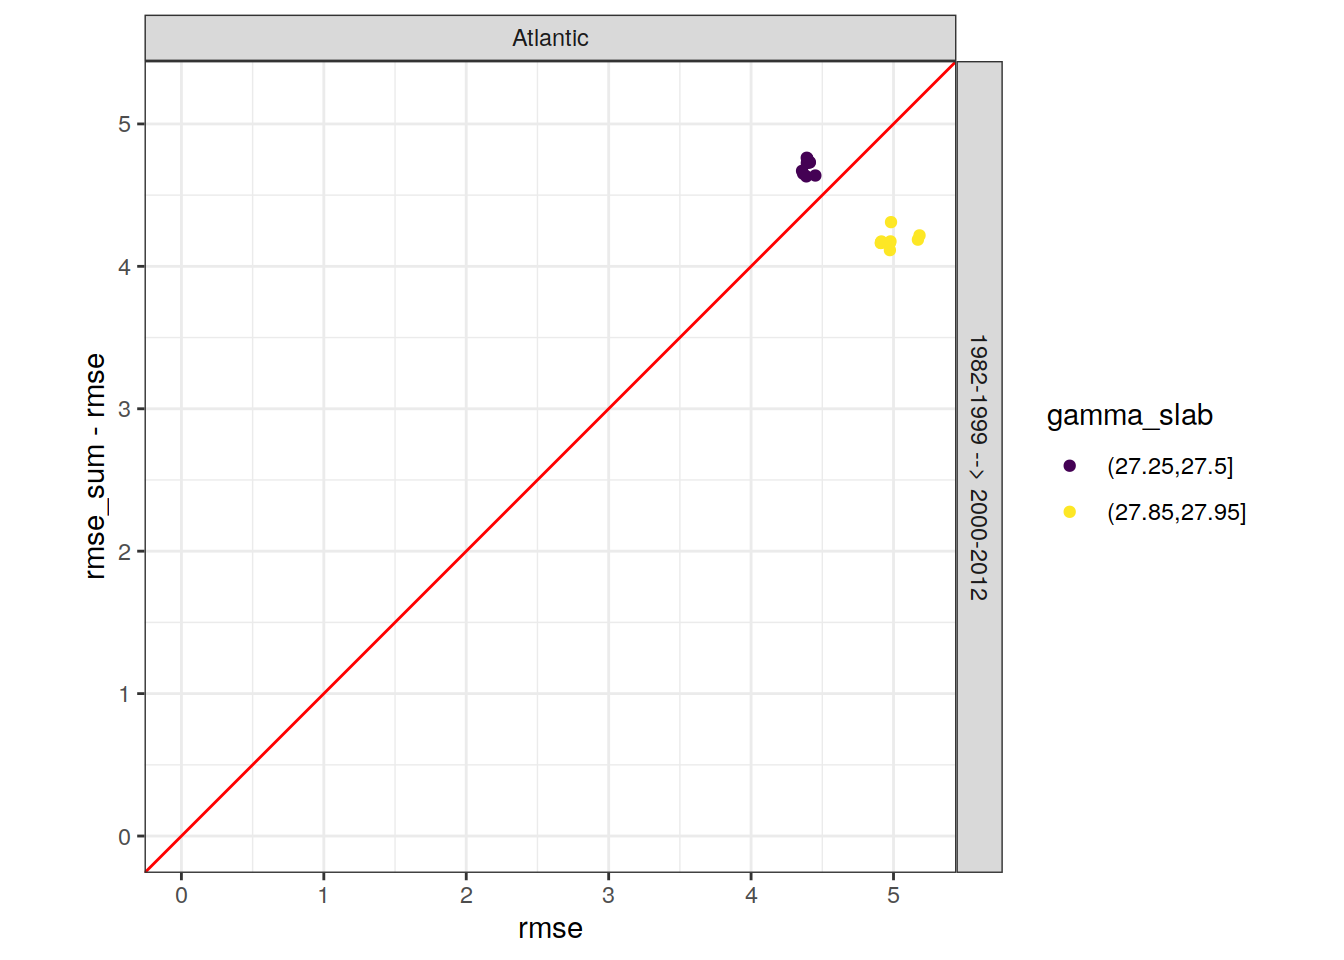 Atlantic
5
4
3
2
1
0
rmse_sum - rmse
0 1 2 3 4 5
rmse
1982-1999 --> 2000-2012
gamma_slab
(27.25,27.5]
(27.85,27.95]